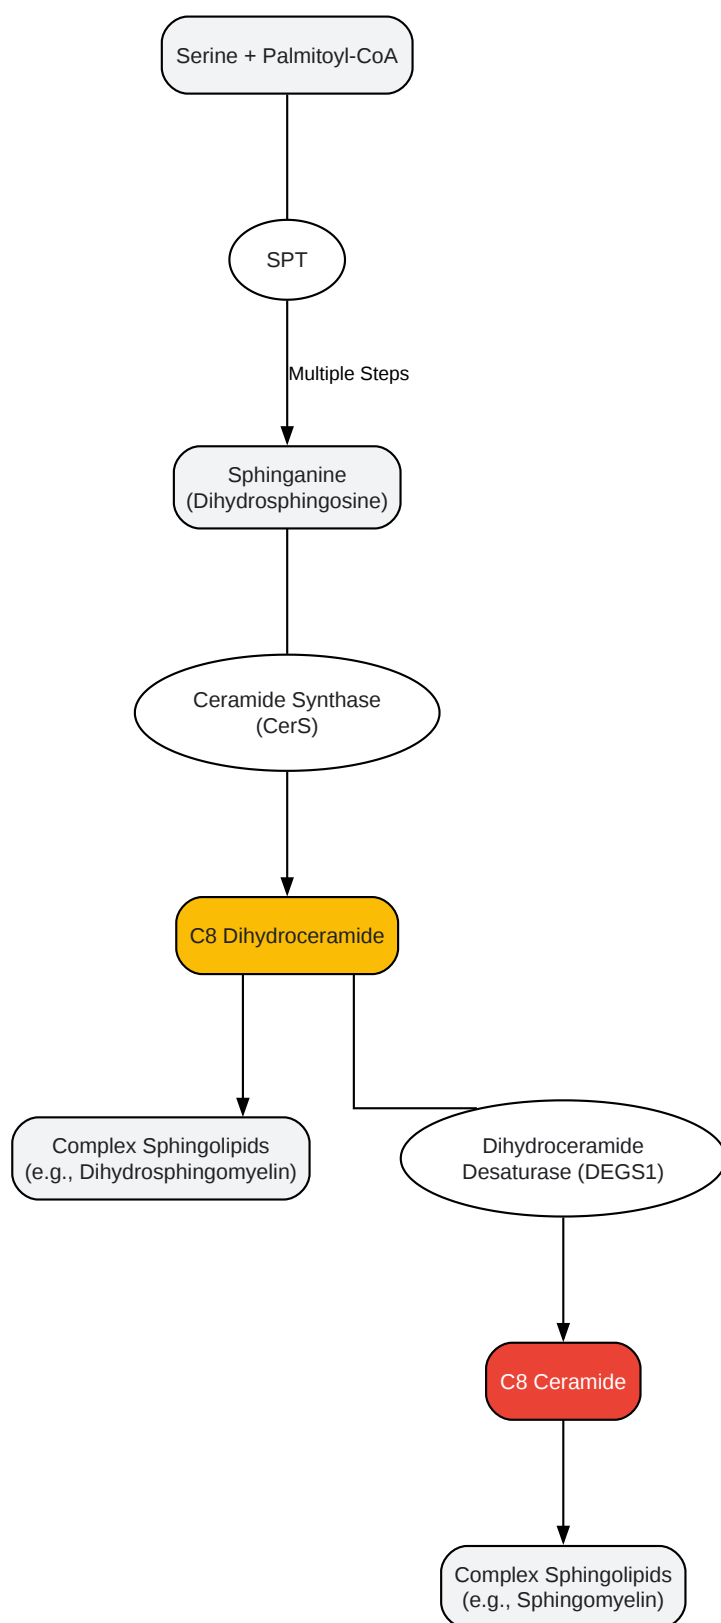 Serine + Palmitoyl-CoA
SPT
Multiple Steps
Sphinganine
(Dihydrosphingosine)
Ceramide Synthase
(CerS)
C8 Dihydroceramide
Complex Sphingolipids
(e.g., Dihydrosphingomyelin)
Dihydroceramide
Desaturase (DEGS1)
C8 Ceramide
Complex Sphingolipids
(e.g., Sphingomyelin)